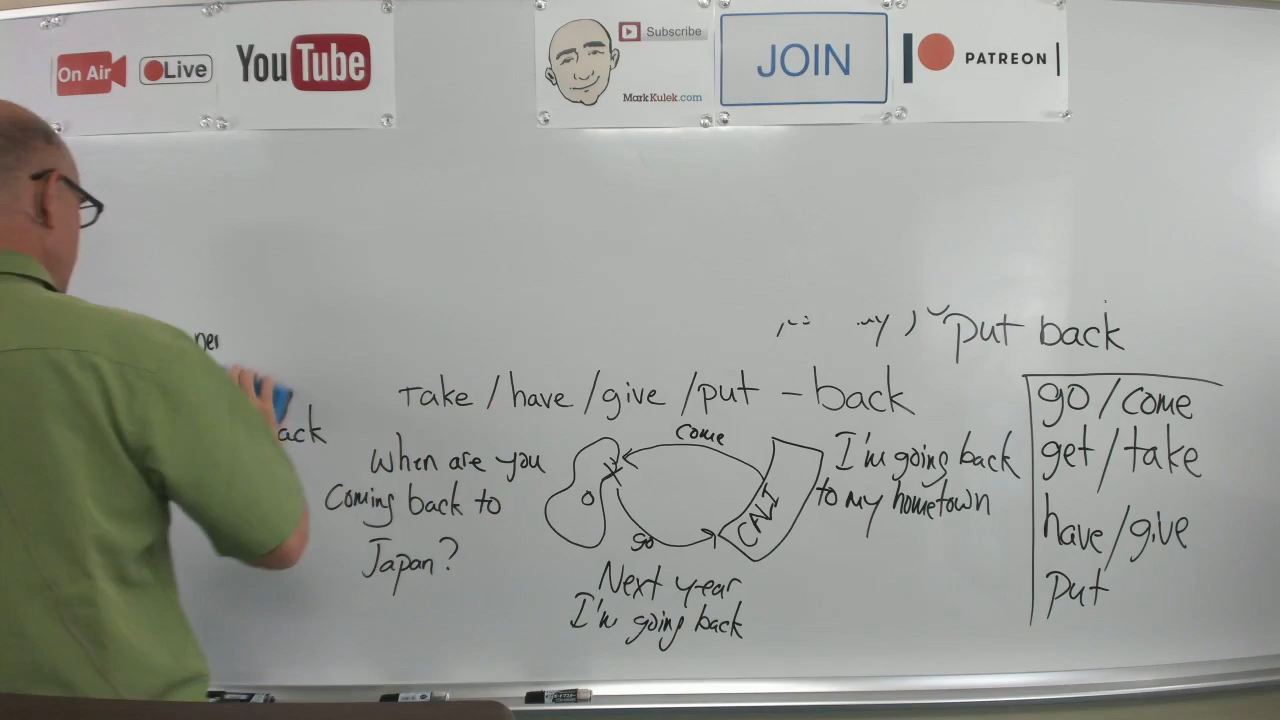 On Air
Live
YouTube
Subscribe
MarkKulek.com
JOIN
PATREON
put back
Take / have / give / put - back
go / come
get / take
have / give
put
come
When are you
Coming back to
Japan?
go
CALI
I'm going back
to my hometown
Next year
I'm going back